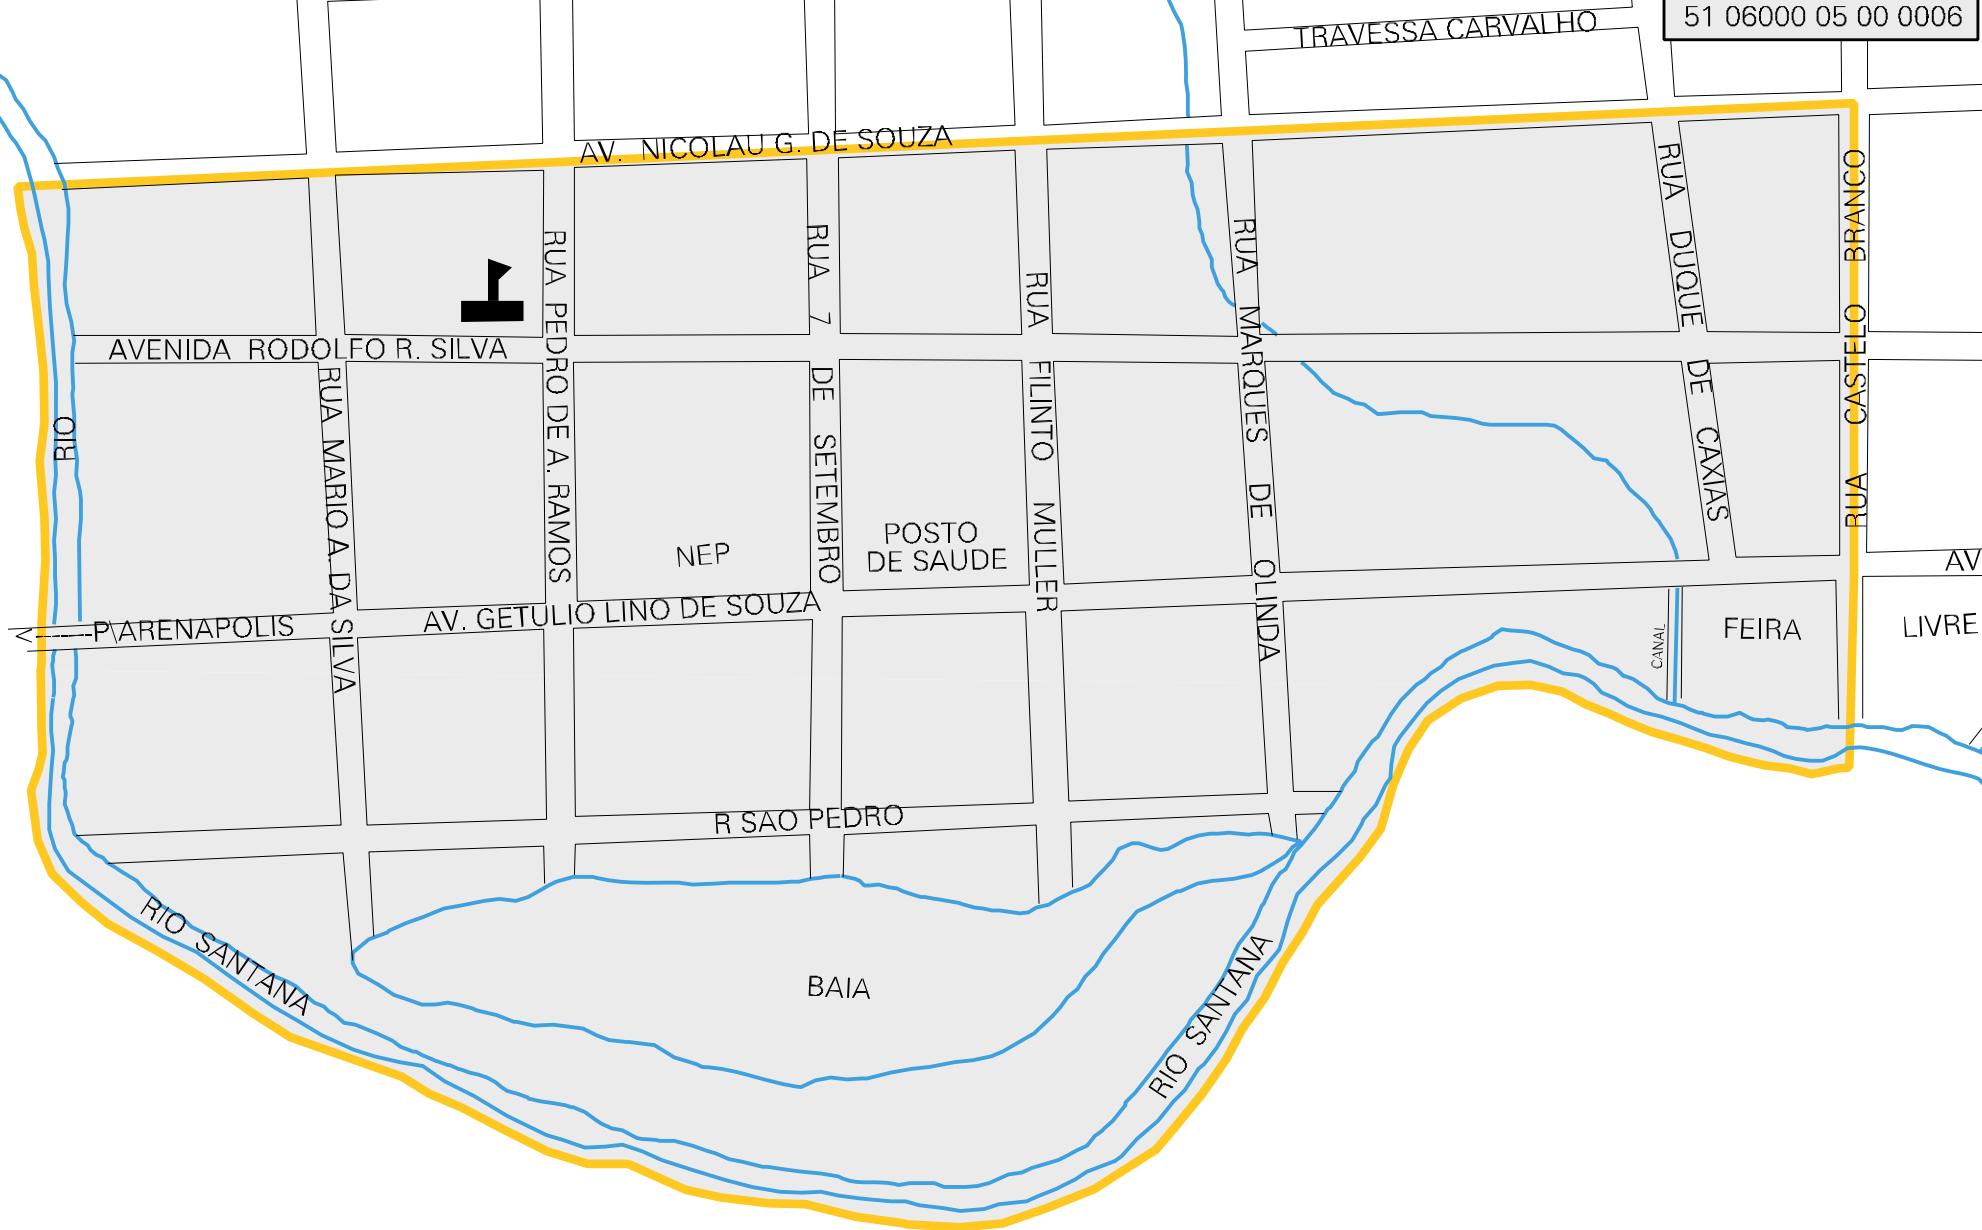 51 06000 05 00 0006
TRAVESSA CARVALHO
AV. NICOLAU G. DE SOUZA
RUA DUQUE DE CAXIAS
RUA CASTELO BRANCO
RUA PEDRO DE A. RAMOS
RUA 7 DE SETEMBRO
RUA FILINTO MULLER
RUA MARQUES DE OLINDA
AVENIDA RODOLFO R. SILVA
RUA MARIO A. DA SILVA
RIO
NEP
POSTO
DE SAUDE
AV
AV. GETULIO LINO DE SOUZA
<------P\ARENAPOLIS
CANAL
FEIRA
LIVRE
R SAO PEDRO
RIO SANTANA
BAIA
RIO SANTANA